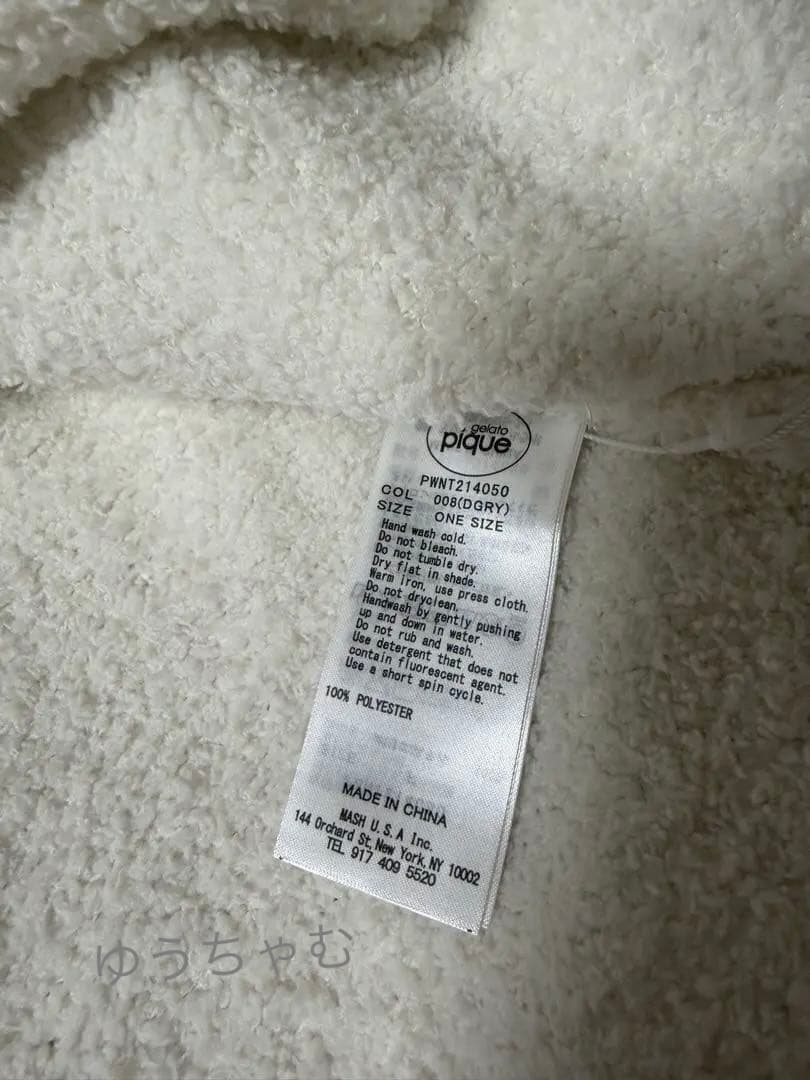 gelato
pique
PWNT214050
COL 008(DGRY)
SIZE ONE SIZE
Hand wash cold.
Do not bleach.
Do not tumble dry.
Dry flat in shade.
Warm iron, use press cloth.
Do not dryclean.
Handwash by gently pushing
up and down in water.
Do not rub and wash.
Use detergent that does not
contain fluorescent agent.
Use a short spin cycle.
100% POLYESTER
MADE IN CHINA
MASH U.S.A Inc.
144 Orchard St, New York, NY 10002
TEL 917 409 5520
ゆうちゃむ